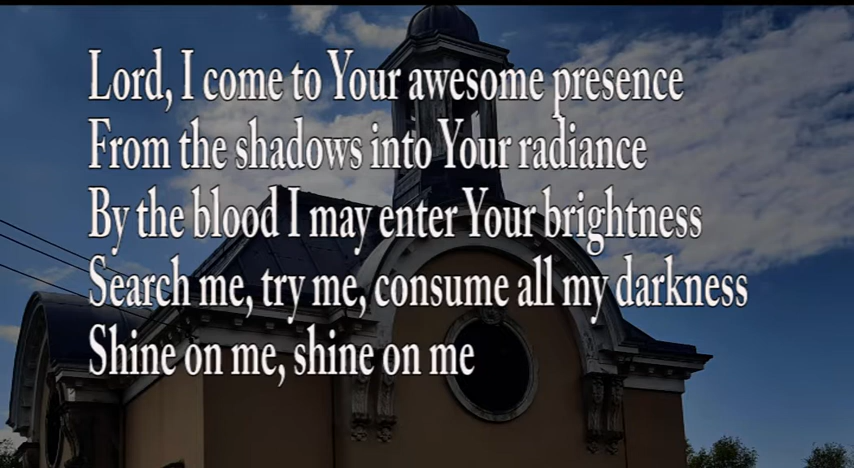 Lord, I come to Your awesome presence
From the shadows into Your radiance
By the blood I may enter Your brightness
Search me, try me, consume all my darkness
Shine on me, shine on me